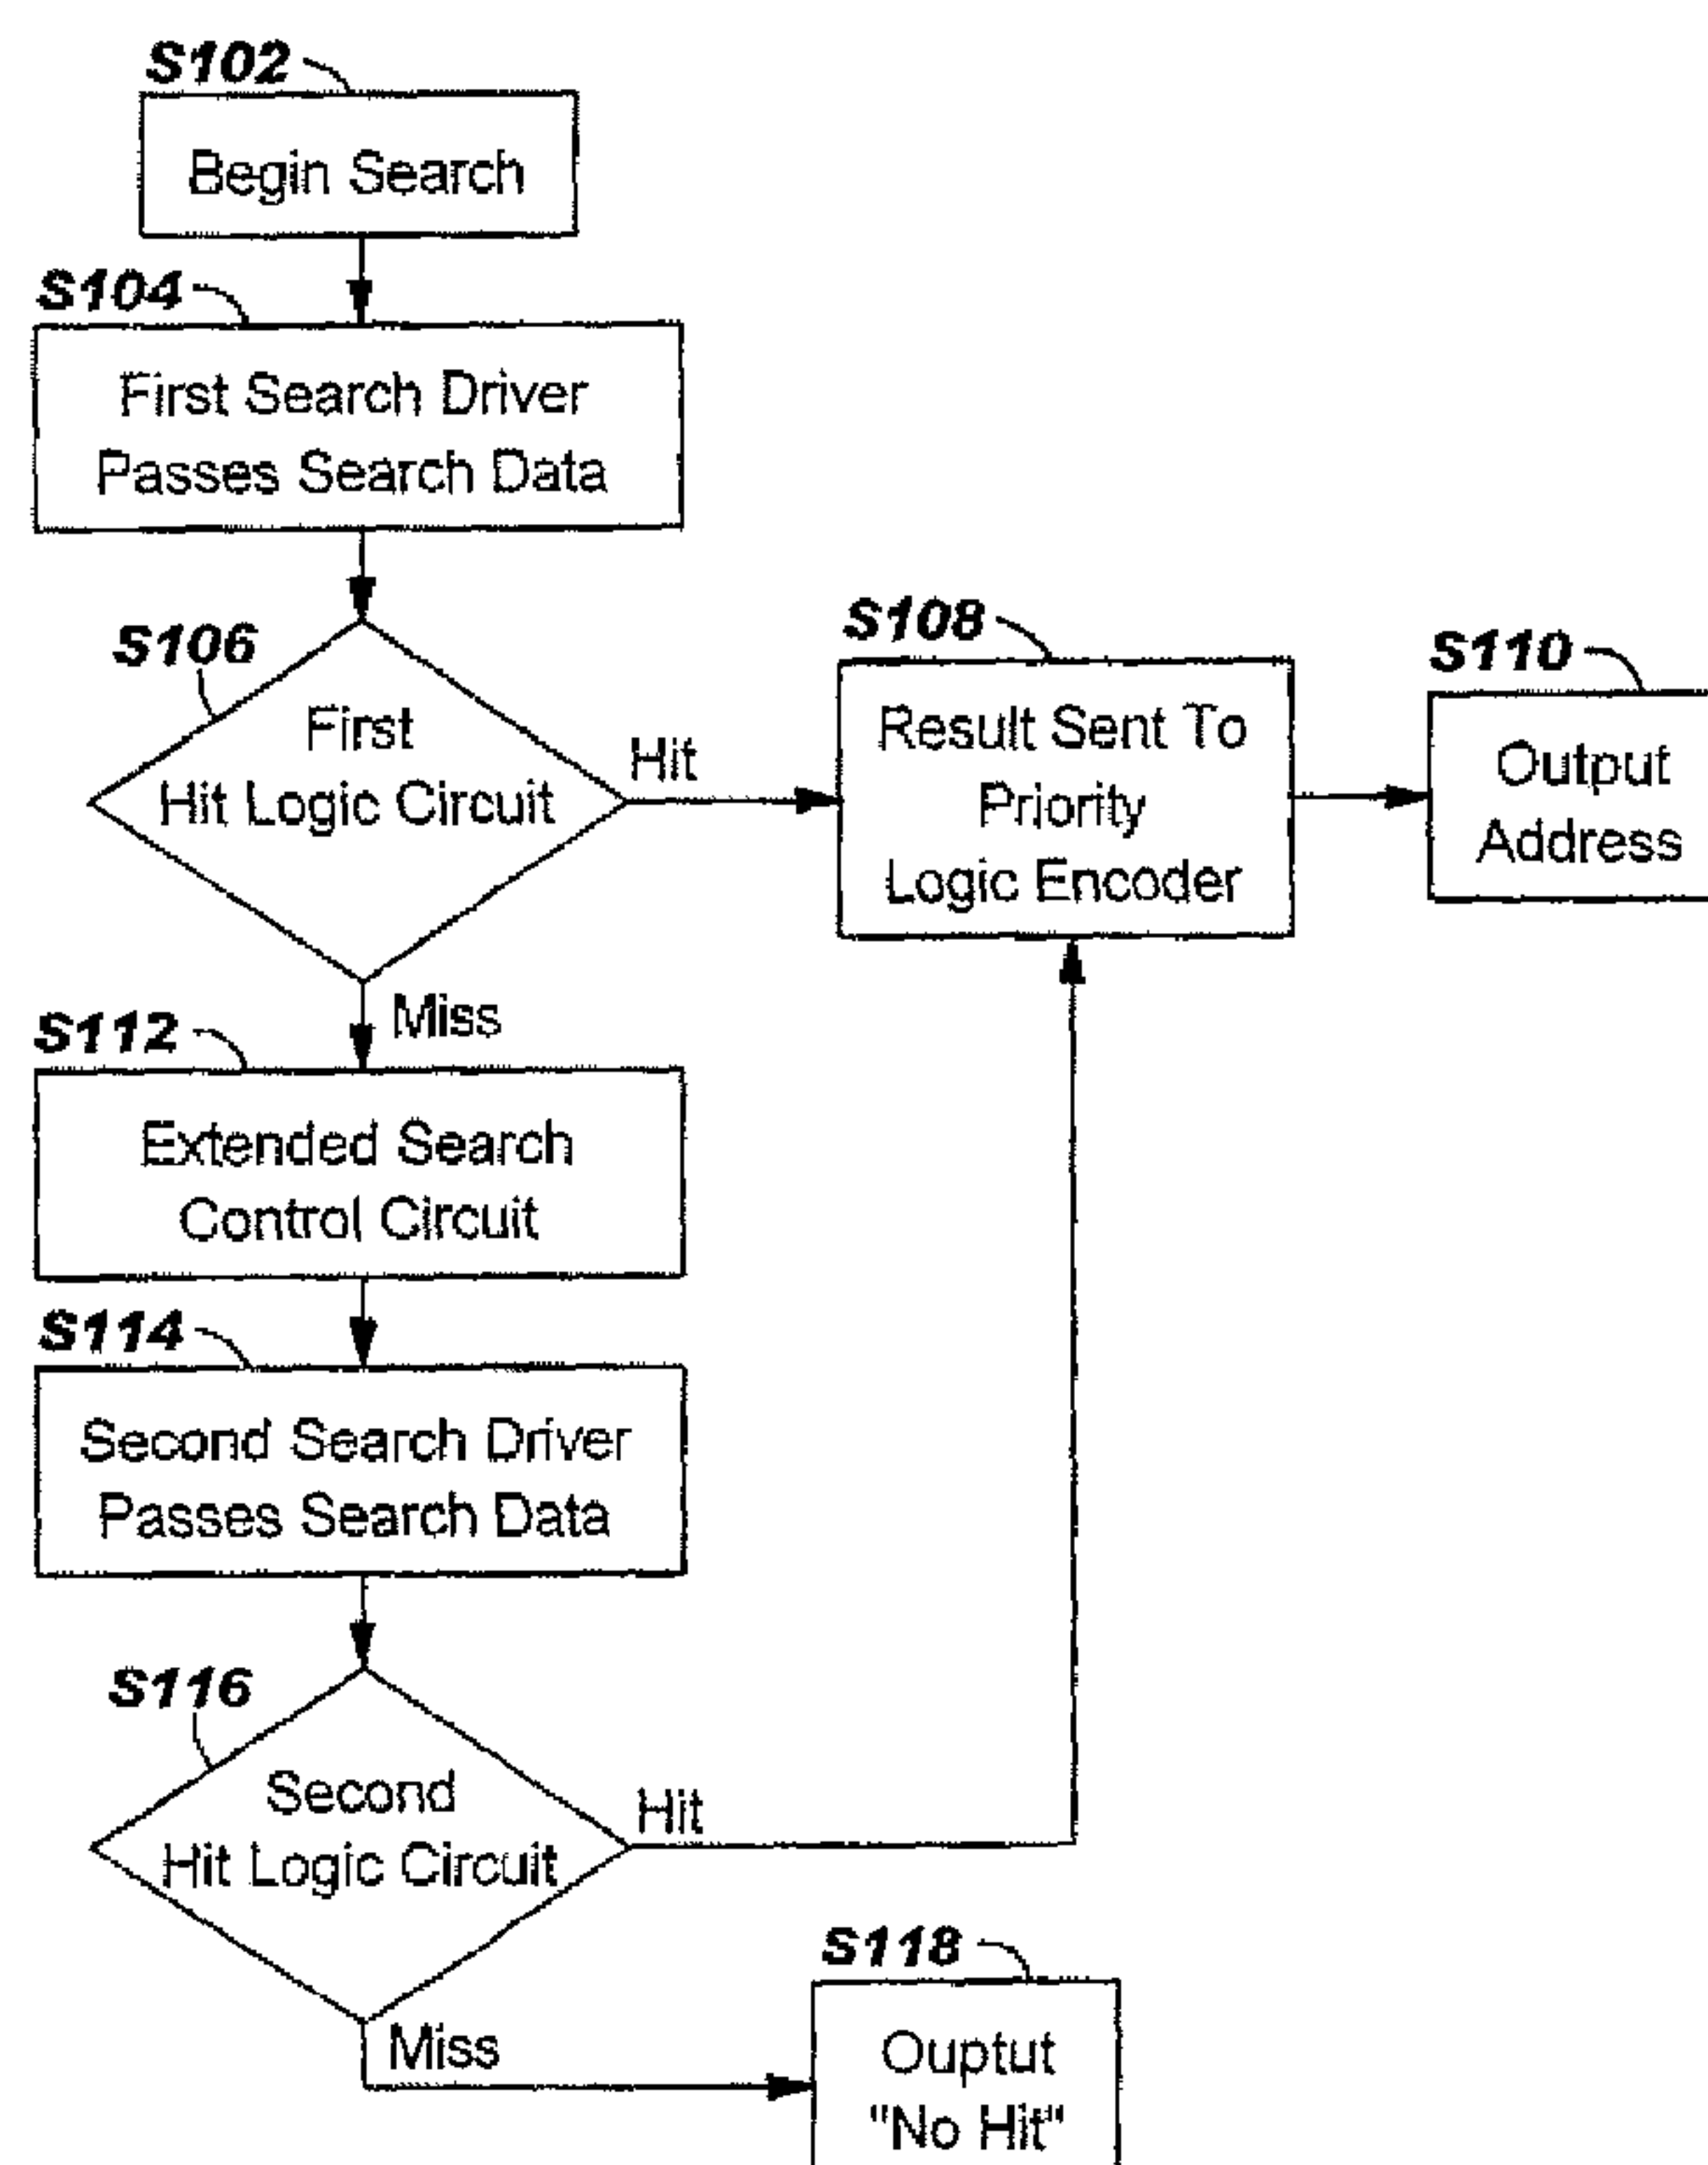 S102
Begin Search
S104
First Search Driver
Passes Search Data
S106
First
Hit Logic Circuit
Hit
Miss
S108
Result Sent To
Priority
Logic Encoder
S110
Output
Address
S112
Extended Search
Control Circuit
S114
Second Search Driver
Passes Search Data
S116
Second
Hit Logic Circuit
Hit
Miss
S118
Ouptut
"No Hit"